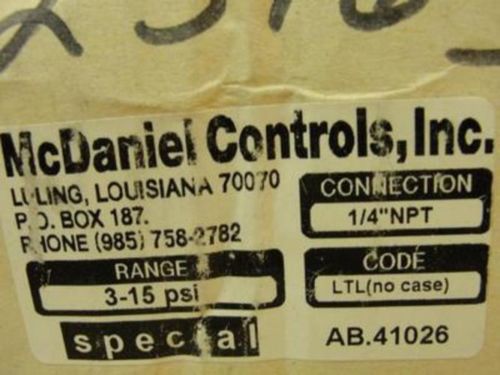 McDaniel Controls, Inc.
LULING, LOUISIANA 70070
P.O. BOX 187.
PHONE (985) 758-2782
CONNECTION
1/4"NPT
RANGE
3-15 psi
CODE
LTL(no case)
special
AB.41026